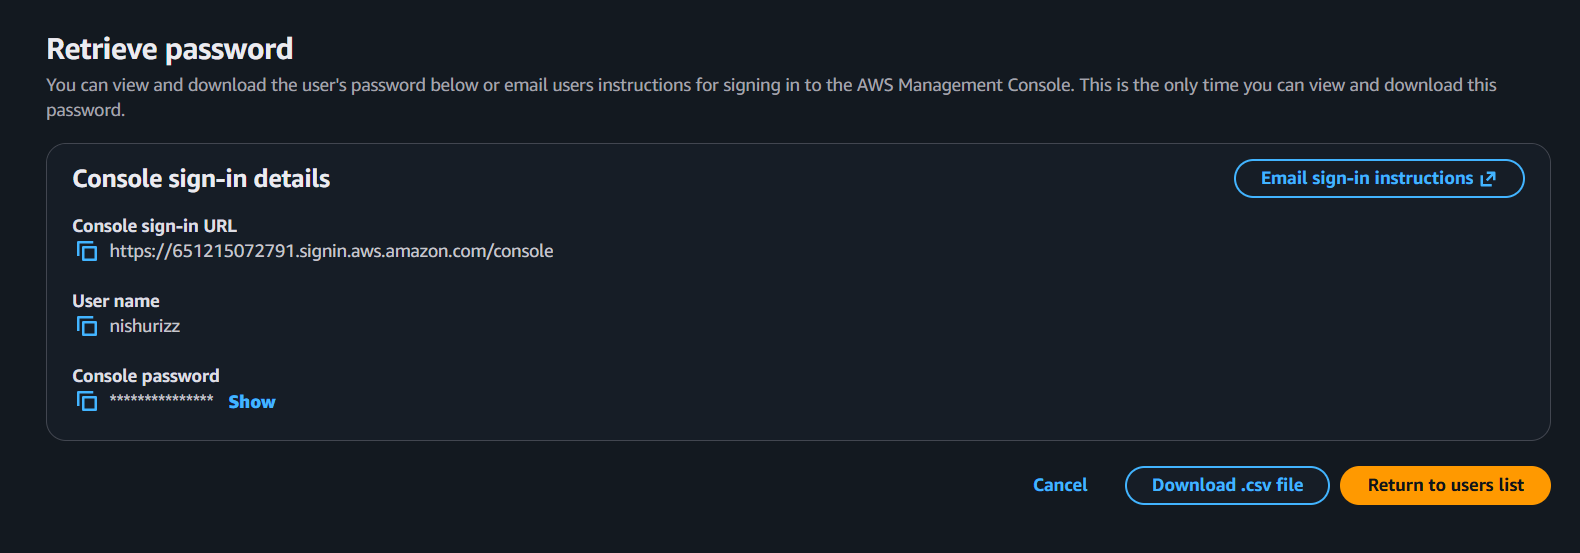 Retrieve password
You can view and download the user's password below or email users instructions for signing in to the AWS Management Console. This is the only time you can view and download this
password.
Console sign-in details
Email sign-in instructions
Console sign-in URL
https://651215072791.signin.aws.amazon.com/console
User name
nishurizz
Console password
*************** Show
Cancel
Download .csv file
Return to users list